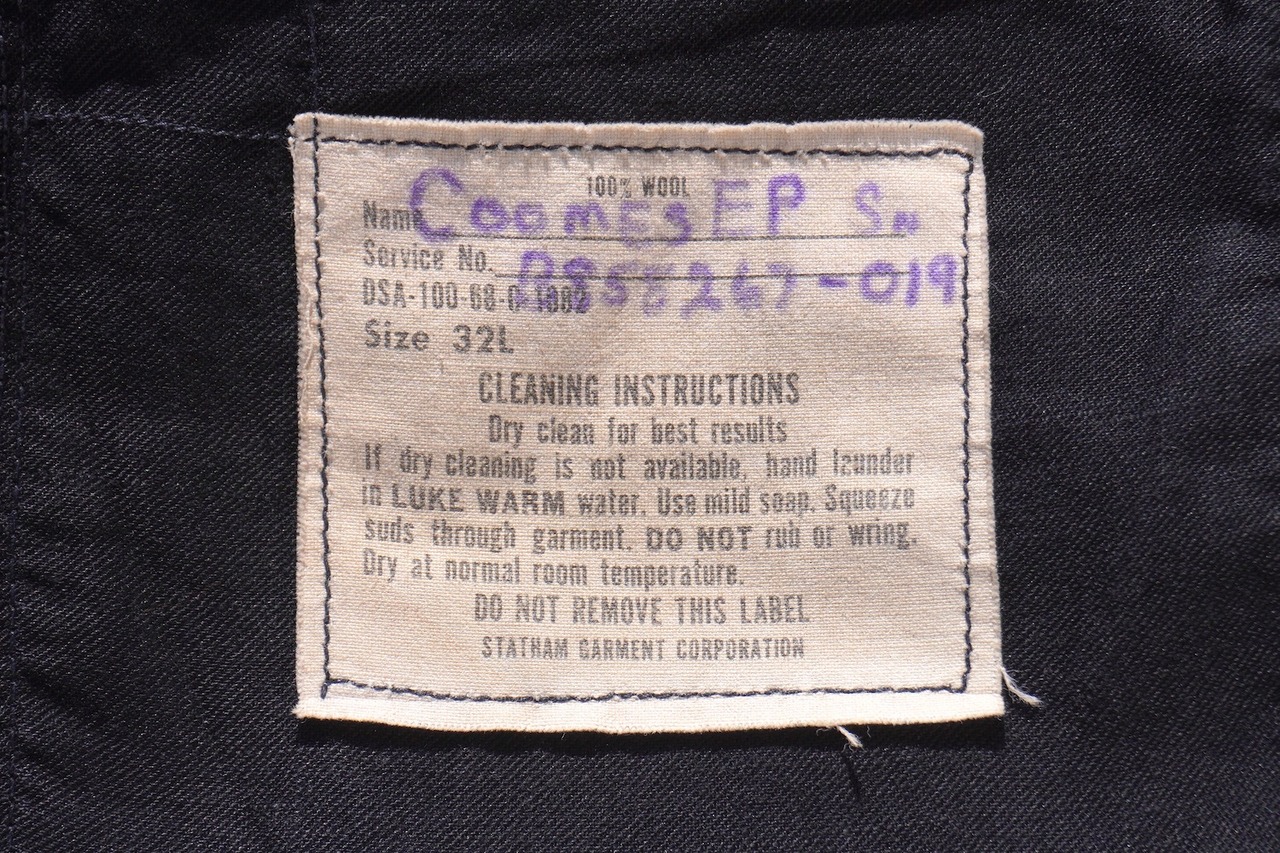 100% WOOL
Name Coomes EP Sn
Service No. B855267-019
DSA-100-68-C-1882
Size 32L
CLEANING INSTRUCTIONS
Dry clean for best results
If dry cleaning is not available, hand launder
in LUKE WARM water. Use mild soap. Squeeze
suds through garment. DO NOT rub or wring.
Dry at normal room temperature.
DO NOT REMOVE THIS LABEL
STATHAM GARMENT CORPORATION